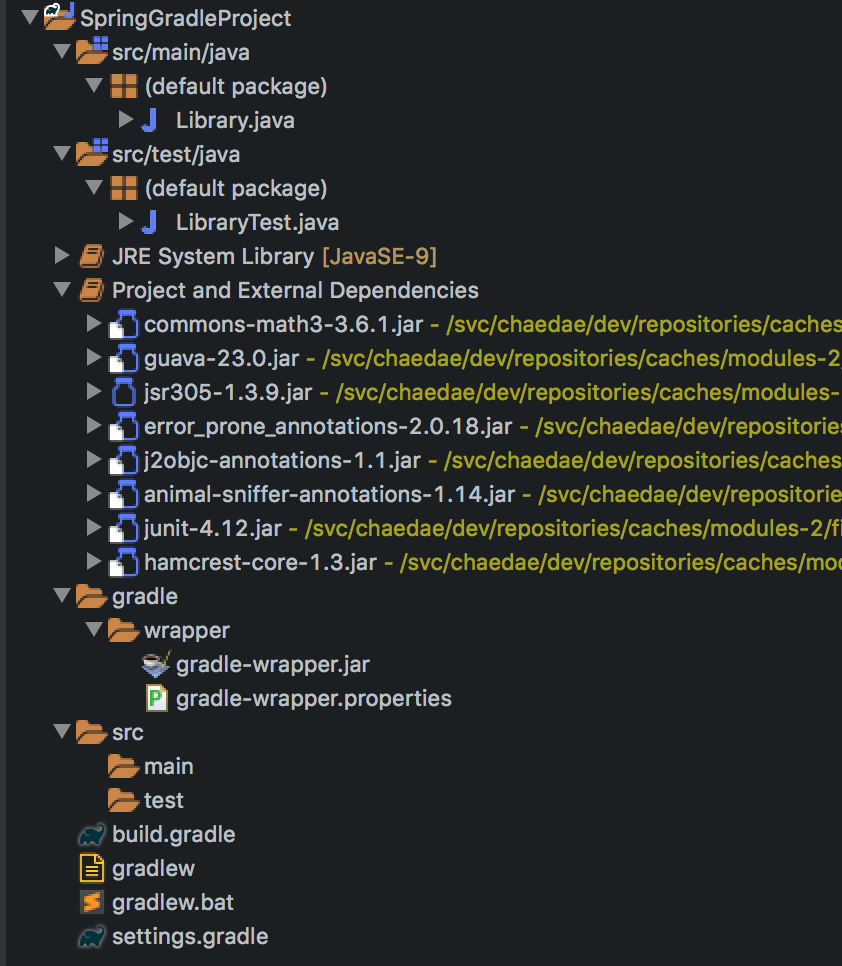 SpringGradleProject
src/main/java
(default package)
Library.java
src/test/java
(default package)
LibraryTest.java
JRE System Library [JavaSE-9]
Project and External Dependencies
commons-math3-3.6.1.jar - /svc/chaedae/dev/repositories/caches
guava-23.0.jar - /svc/chaedae/dev/repositories/caches/modules-2/
jsr305-1.3.9.jar - /svc/chaedae/dev/repositories/caches/modules-
error_prone_annotations-2.0.18.jar - /svc/chaedae/dev/repositorie
j2objc-annotations-1.1.jar - /svc/chaedae/dev/repositories/caches
animal-sniffer-annotations-1.14.jar - /svc/chaedae/dev/repositorie
junit-4.12.jar - /svc/chaedae/dev/repositories/caches/modules-2/fi
hamcrest-core-1.3.jar - /svc/chaedae/dev/repositories/caches/mo
gradle
wrapper
gradle-wrapper.jar
gradle-wrapper.properties
src
main
test
build.gradle
gradlew
gradlew.bat
settings.gradle